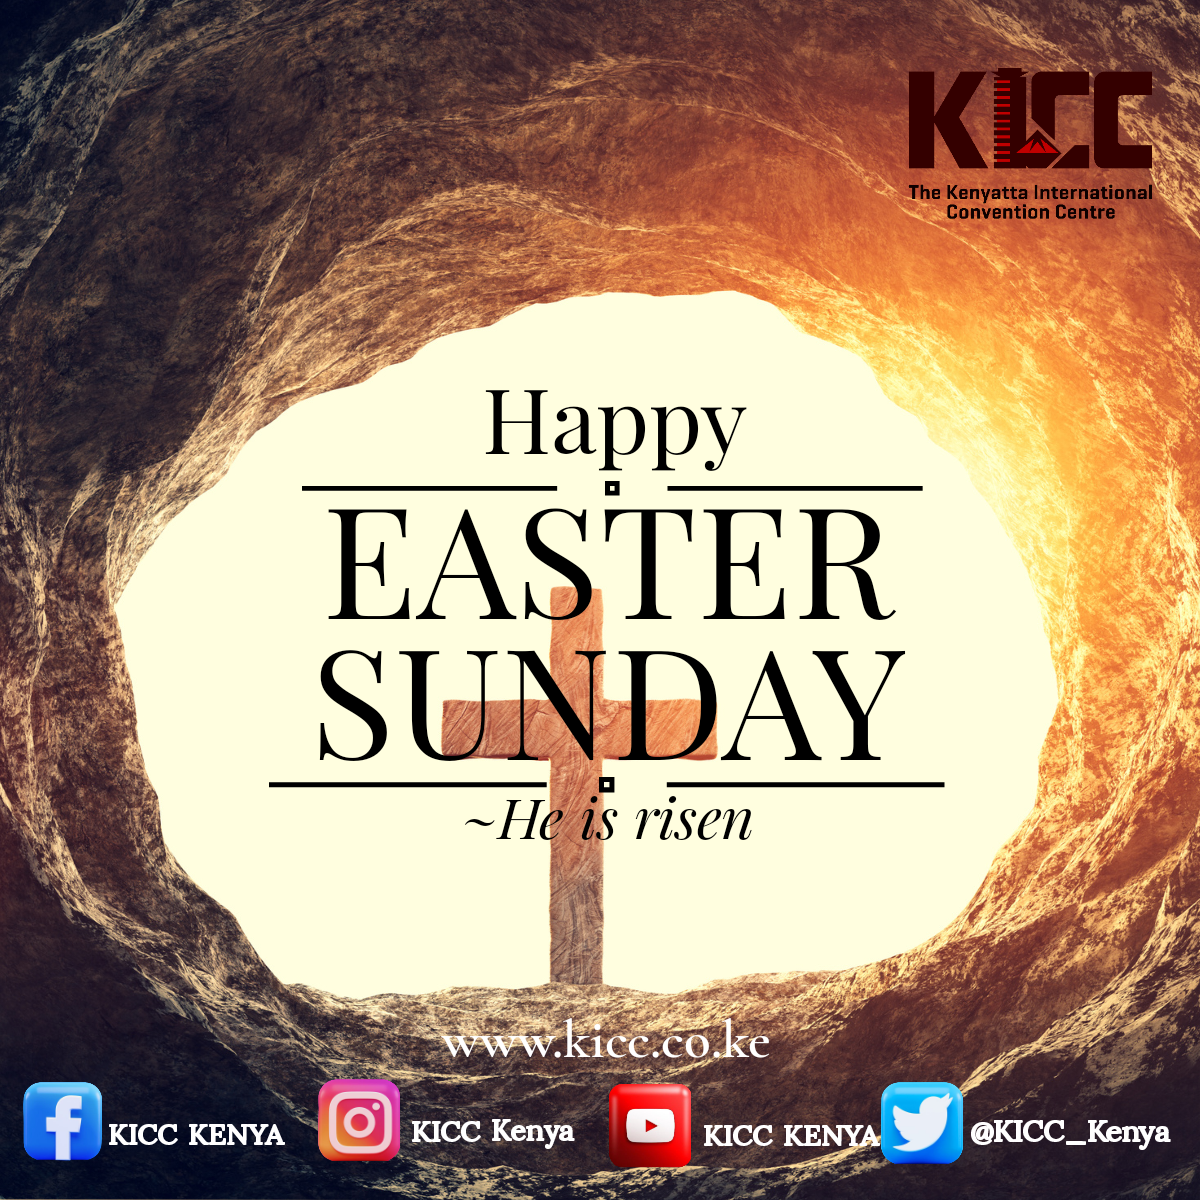 KICC
The Kenyatta International
Convention Centre
Happy
EASTER
SUNDAY
~He is risen
www.kicc.co.ke
KICC KENYA
KICC Kenya
KICC KENYA
@KICC_Kenya